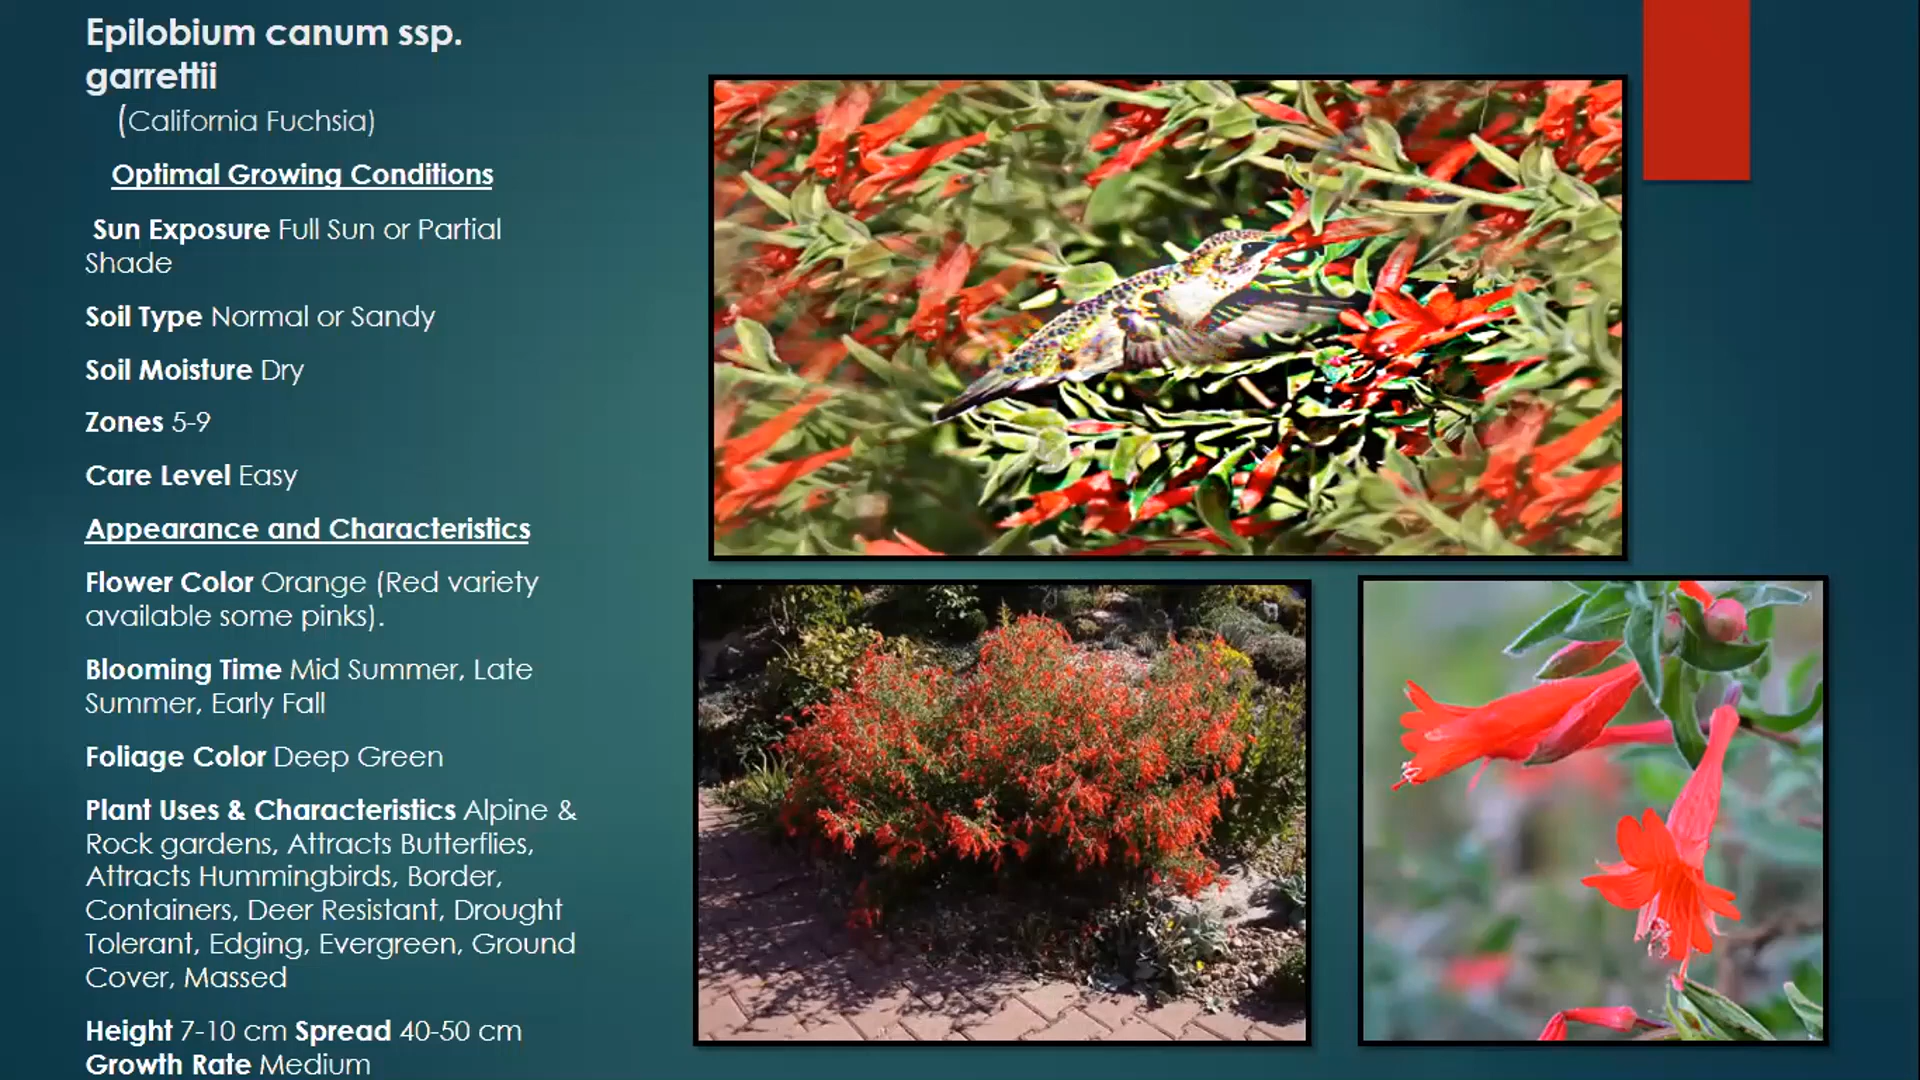 Epilobium canum ssp.
garrettii
(California Fuchsia)
Optimal Growing Conditions
Sun Exposure Full Sun or Partial
Shade
Soil Type Normal or Sandy
Soil Moisture Dry
Zones 5-9
Care Level Easy
Appearance and Characteristics
Flower Color Orange (Red variety
available some pinks).
Blooming Time Mid Summer, Late
Summer, Early Fall
Foliage Color Deep Green
Plant Uses & Characteristics Alpine &
Rock gardens, Attracts Butterflies,
Attracts Hummingbirds, Border,
Containers, Deer Resistant, Drought
Tolerant, Edging, Evergreen, Ground
Cover, Massed
Height 7-10 cm Spread 40-50 cm
Growth Rate Medium